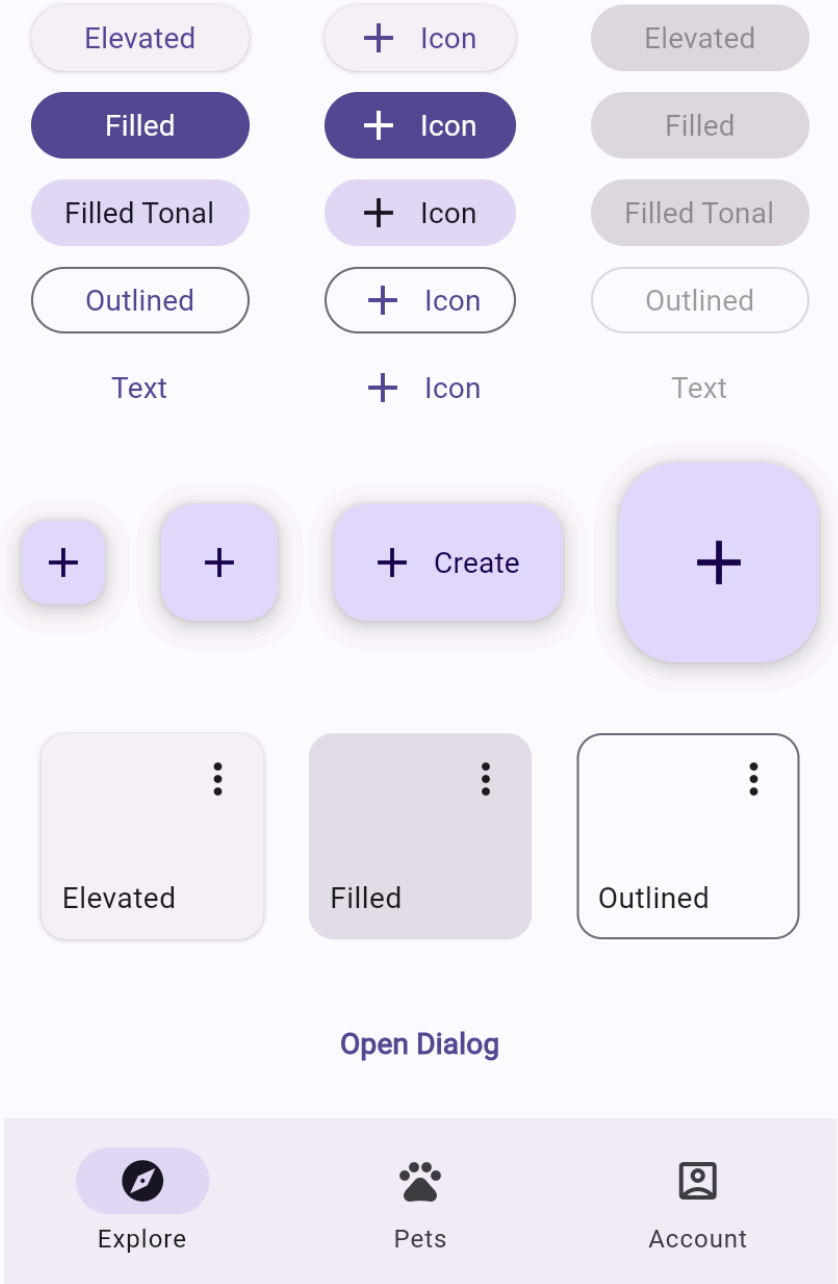 Elevated Icon Elevated
Filled Icon Filled
Filled Tonal Icon Filled Tonal
Outlined Icon Outlined
Text Icon Text
Create
Elevated Filled Outlined
Open Dialog
Explore Pets Account